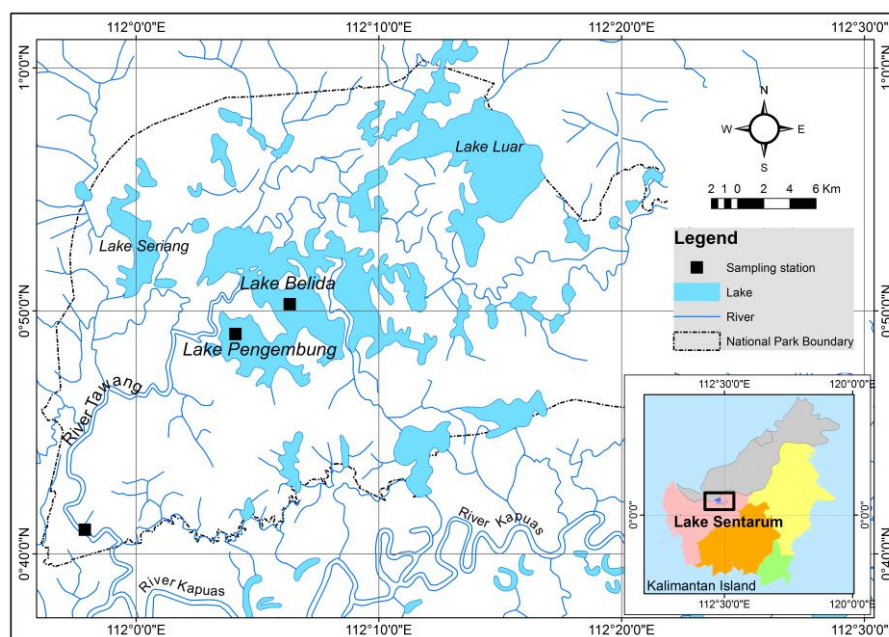 112°0'0"E
112°10'0"E
112°20'0"E
112°30'0"E
1°0'0"N
1°0'0"N
N
W
E
S
Lake Luar
2 1 0 2 4 6 Km
Legend
Sampling station
Lake
River
National Park Boundary
Lake Seriang
Lake Belida
0°50'0"N
0°50'0"N
Lake Pengembung
River Tawang
112°30'0"E
120°0'0"E
0°0'0"
0°0'0"
Lake Sentarum
Kalimantan Island
112°30'0"E
120°0'0"E
River Kapuas
0°40'0"N
0°40'0"N
River Kapuas
112°0'0"E
112°10'0"E
112°20'0"E
112°30'0"E